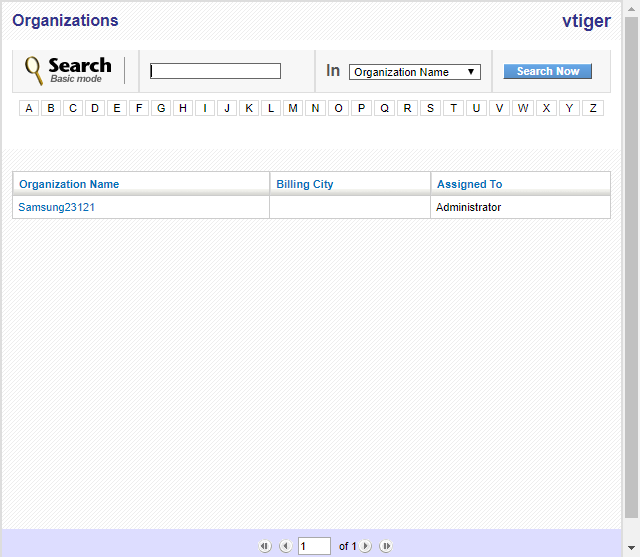 Organizations vtiger
Search
Basic mode
In Organization Name Search Now
A B C D E F G H I J K L M N O P Q R S T U V W X Y Z
Organization Name Billing City Assigned To
Samsung23121 Administrator
1 of 1